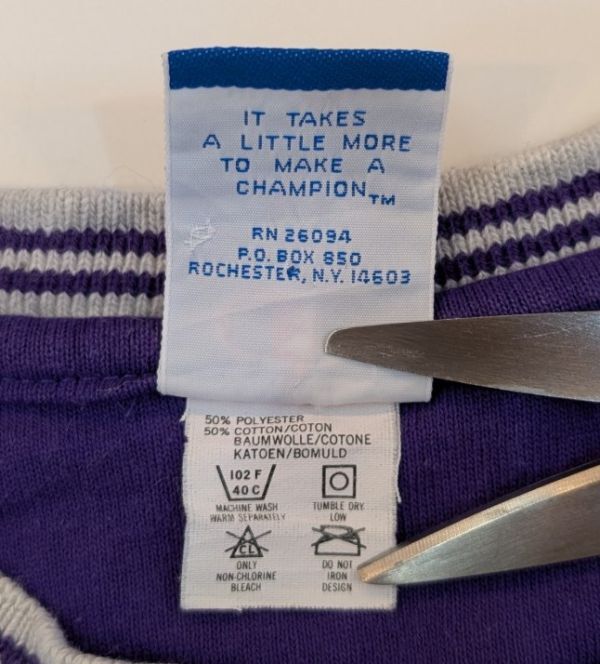 IT TAKES
A LITTLE MORE
TO MAKE A
CHAMPION™
RN 26094
P.O. BOX 850
ROCHESTER, N.Y. 14603
50% POLYESTER
50% COTTON/COTON
BAUMWOLLE/COTONE
KATOEN/BOMULD
102 F
40 C
MACHINE WASH
WARM SEPARATELY
TUMBLE DRY
LOW
CL
ONLY
NON-CHLORINE
BLEACH
DO NOT
IRON
DESIGN